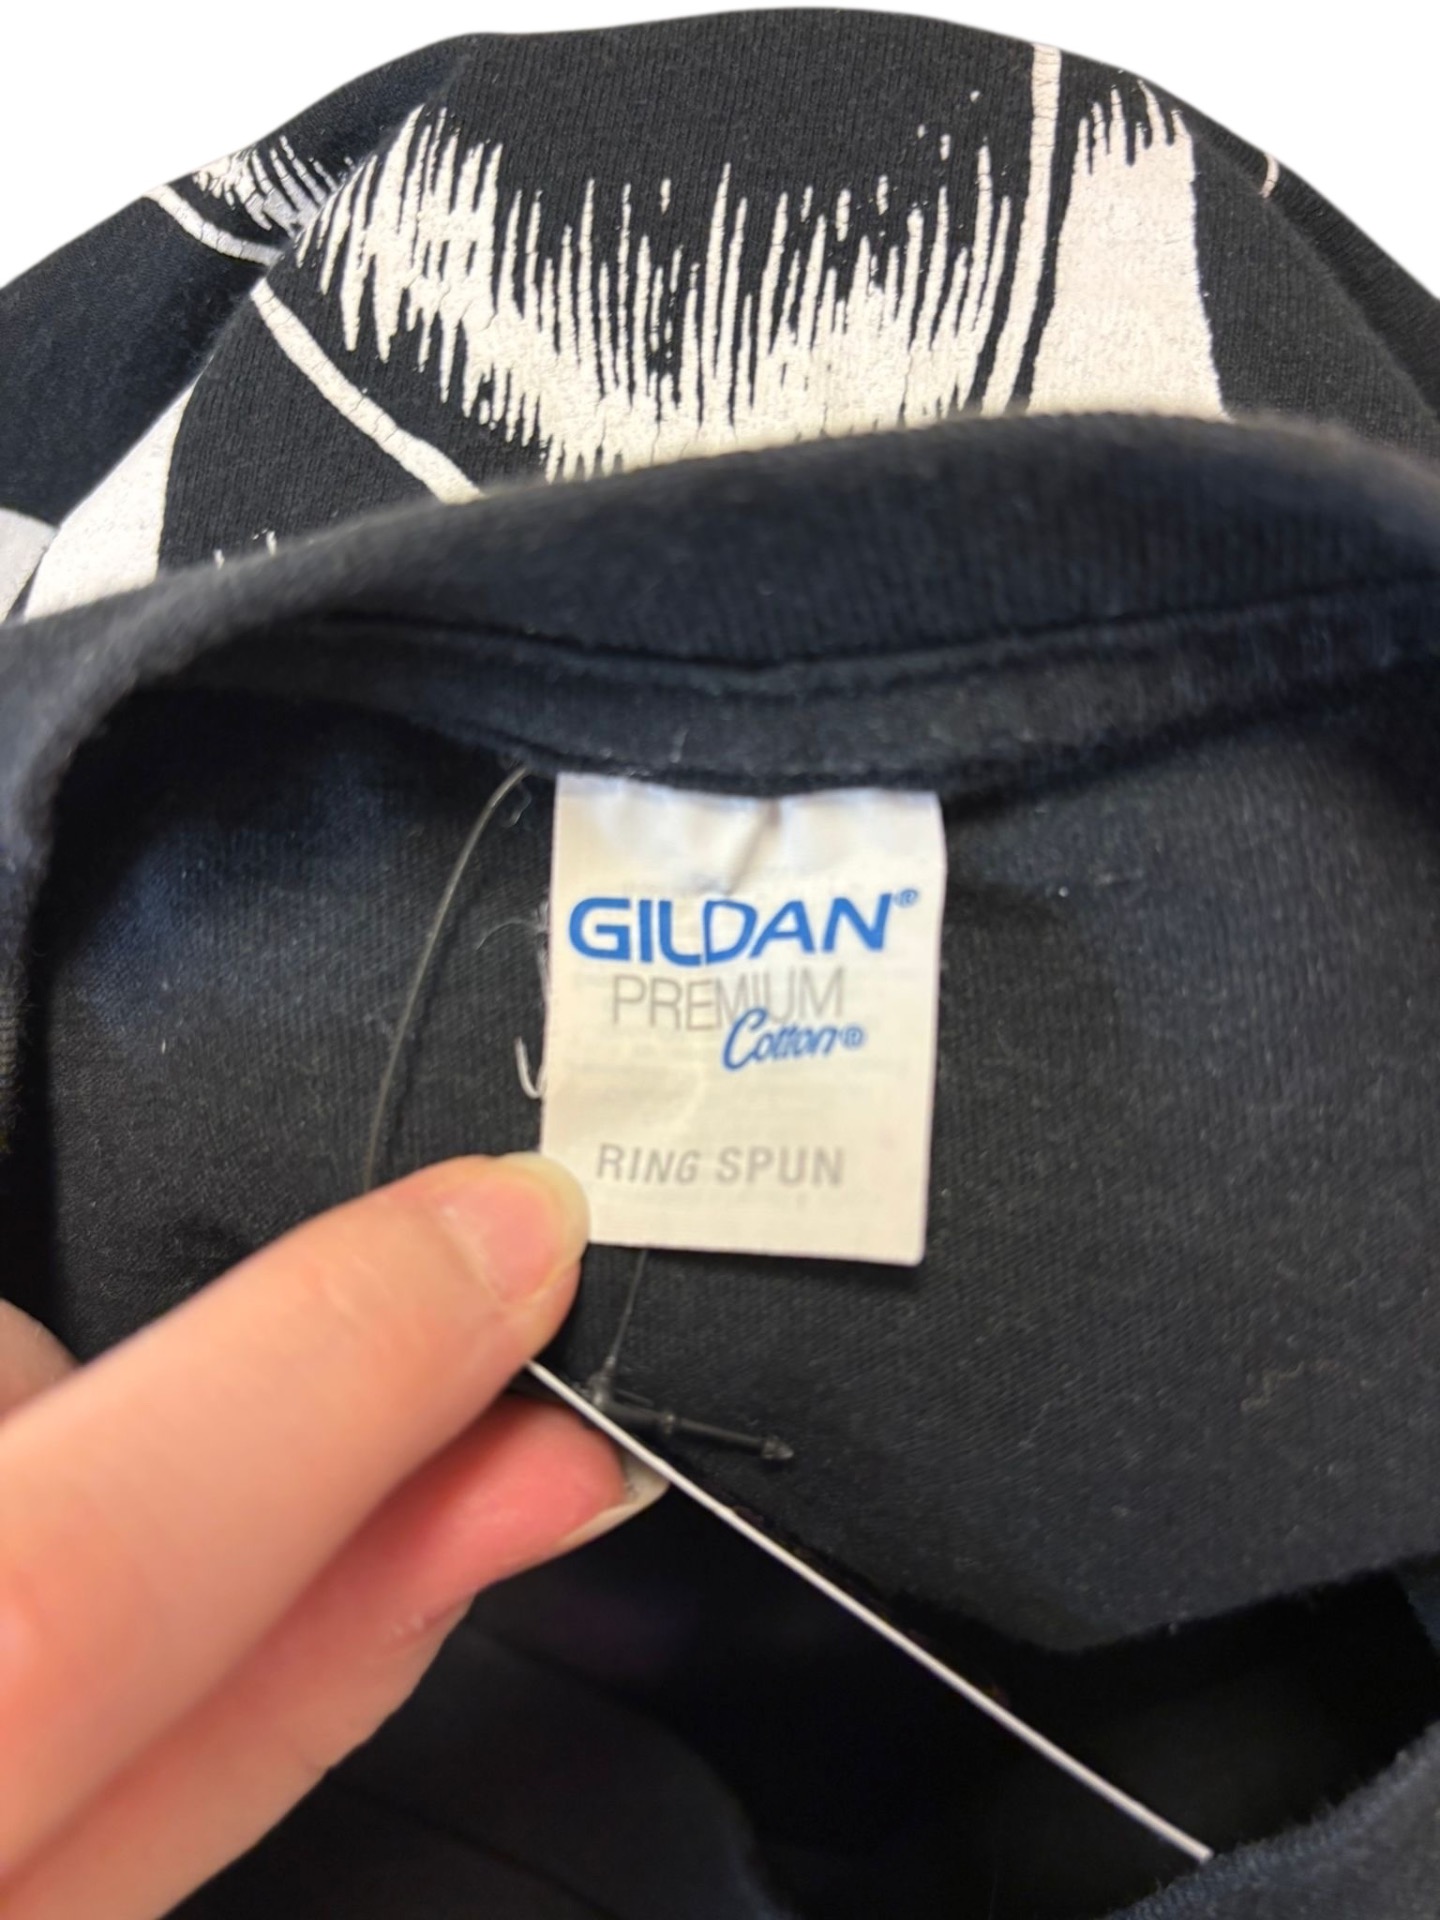 GILDAN®
PREMIUM
Cotton®
RING SPUN